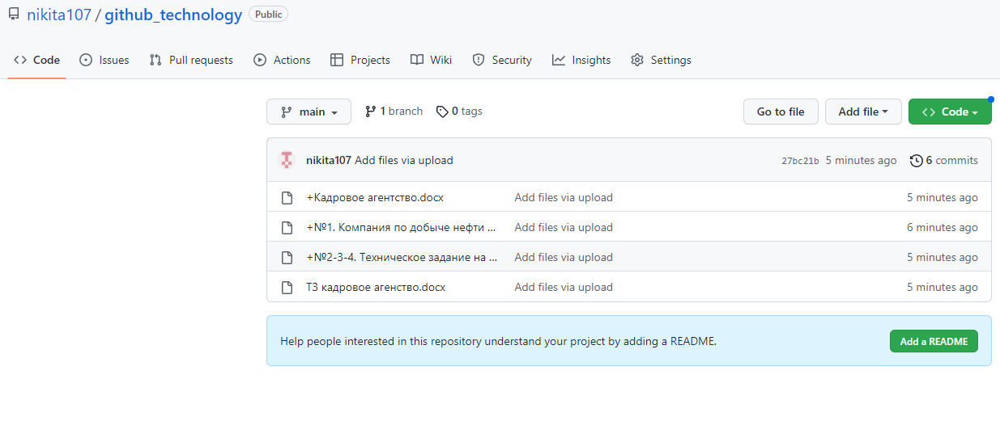 nikita107 / github_technology Public
Code Issues Pull requests Actions Projects Wiki Security Insights Settings
main 1 branch 0 tags Go to file Add file Code
nikita107 Add files via upload 27bc21b 5 minutes ago 6 commits
+Кадровое агентство.docx Add files via upload 5 minutes ago
+№1. Компания по добыче нефти ... Add files via upload 6 minutes ago
+№2-3-4. Техническое задание на ... Add files via upload 5 minutes ago
ТЗ кадровое агенство.docx Add files via upload 5 minutes ago
Help people interested in this repository understand your project by adding a README. Add a README